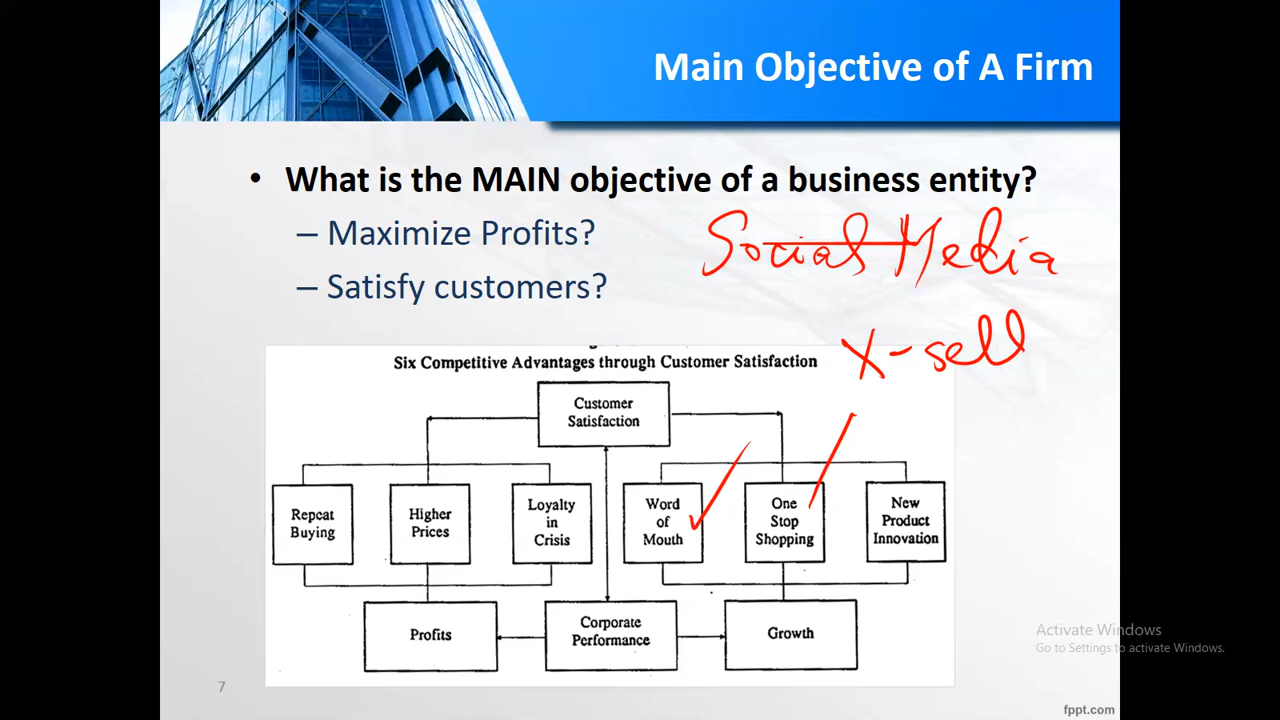 Main Objective of A Firm
• What is the MAIN objective of a business entity?
– Maximize Profits?
– Satisfy customers?
Social Media
X-sell
Six Competitive Advantages through Customer Satisfaction
Customer
Satisfaction
Repeat
Buying
Higher
Prices
Loyalty
in
Crisis
Word
of
Mouth
One
Stop
Shopping
New
Product
Innovation
Profits
Corporate
Performance
Growth
Activate Windows
Go to Settings to activate Windows.
7
fppt.com